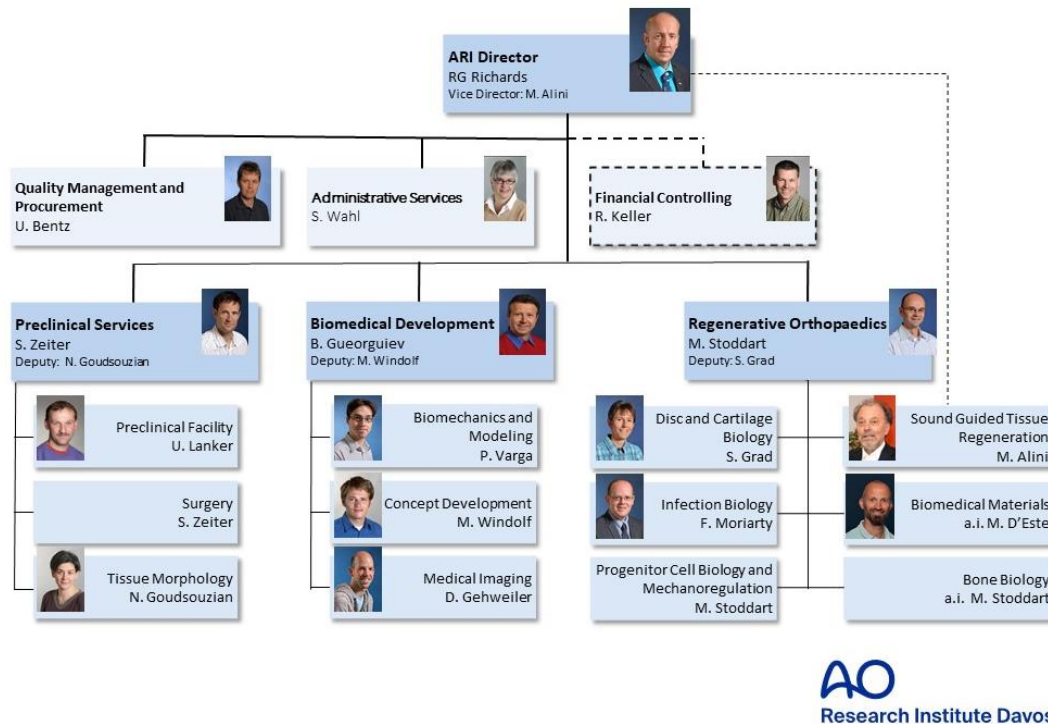 ARI Director
RG Richards
Vice Director: M. Alini
Quality Management and
Procurement
U. Bentz
Administrative Services
S. Wahl
Financial Controlling
R. Keller
Preclinical Services
S. Zeiter
Deputy: N. Goudsouzian
Biomedical Development
B. Gueorguiev
Deputy: M. Windolf
Regenerative Orthopaedics
M. Stoddart
Deputy: S. Grad
Preclinical Facility
U. Lanker
Surgery
S. Zeiter
Tissue Morphology
N. Goudsouzian
Biomechanics and
Modeling
P. Varga
Concept Development
M. Windolf
Medical Imaging
D. Gehweiler
Disc and Cartilage
Biology
S. Grad
Infection Biology
F. Moriarty
Progenitor Cell Biology and
Mechanoregulation
M. Stoddart
Sound Guided Tissue
Regeneration
M. Alini
Biomedical Materials
a.i. M. D'Este
Bone Biology
a.i. M. Stoddart
AO
Research Institute Davos